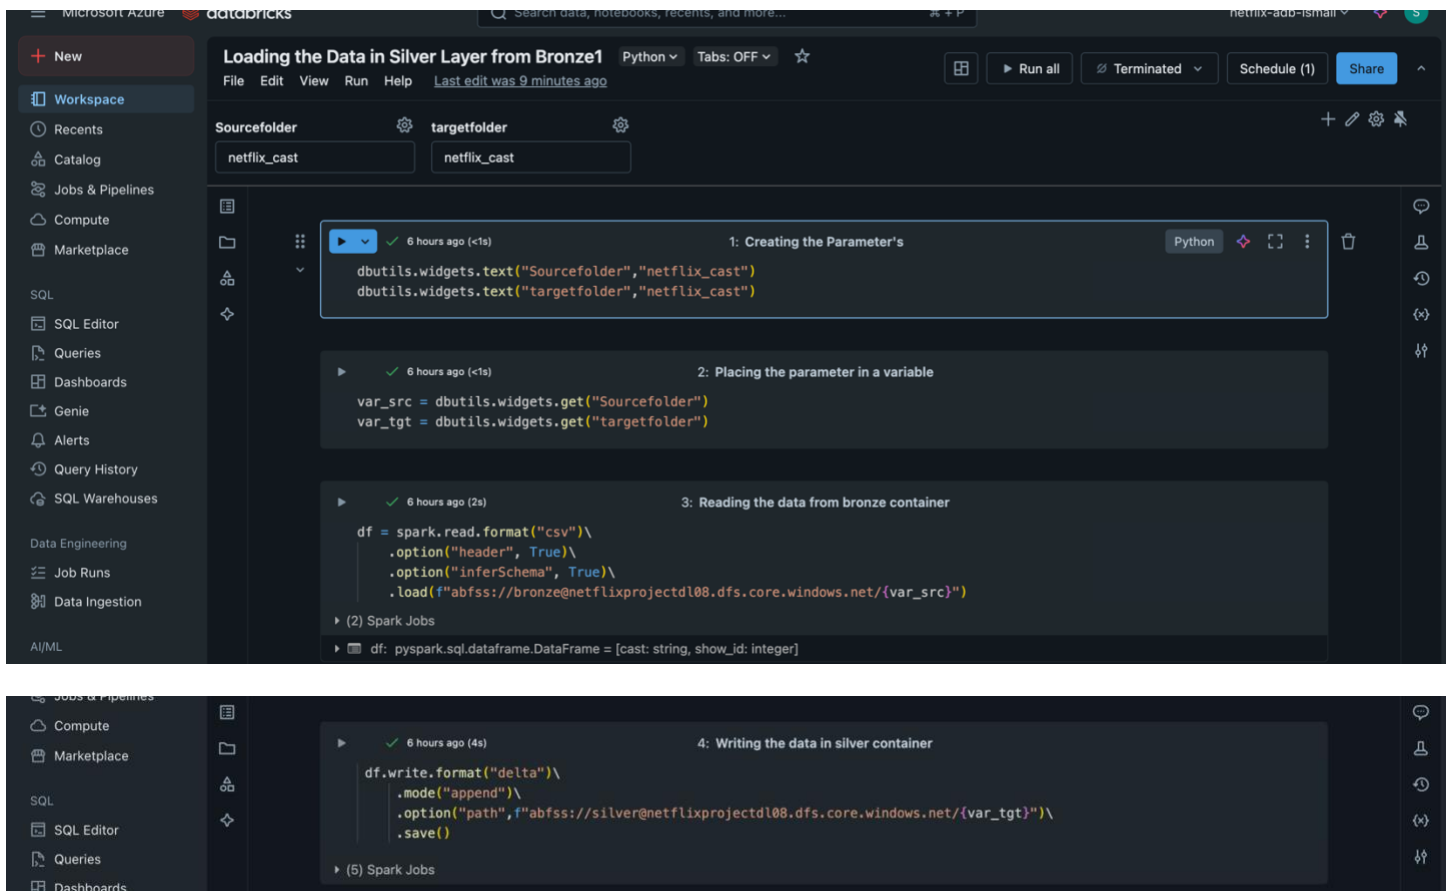 Microsoft Azure databricks Search data, notebooks, recents, and more... ⌘ + P netflix-adb-ismail S
New
Loading the Data in Silver Layer from Bronze1 Python Tabs: OFF
File Edit View Run Help Last edit was 9 minutes ago
Run all Terminated Schedule (1) Share
Workspace
Recents
Catalog
Jobs & Pipelines
Compute
Marketplace
SQL
SQL Editor
Queries
Dashboards
Genie
Alerts
Query History
SQL Warehouses
Data Engineering
Job Runs
Data Ingestion
AI/ML
Sourcefolder targetfolder
netflix_cast netflix_cast
6 hours ago (<1s) 1: Creating the Parameter's Python
dbutils.widgets.text("Sourcefolder","netflix_cast")
dbutils.widgets.text("targetfolder","netflix_cast")
6 hours ago (<1s) 2: Placing the parameter in a variable
var_src = dbutils.widgets.get("Sourcefolder")
var_tgt = dbutils.widgets.get("targetfolder")
6 hours ago (2s) 3: Reading the data from bronze container
df = spark.read.format("csv")\
.option("header", True)\
.option("inferSchema", True)\
.load(f"abfss://bronze@netflixprojectdl08.dfs.core.windows.net/{var_src}")
(2) Spark Jobs
df: pyspark.sql.dataframe.DataFrame = [cast: string, show_id: integer]
Jobs & Pipelines
Compute
Marketplace
SQL
SQL Editor
Queries
Dashboards
6 hours ago (4s) 4: Writing the data in silver container
df.write.format("delta")\
.mode("append")\
.option("path",f"abfss://silver@netflixprojectdl08.dfs.core.windows.net/{var_tgt}")\
.save()
(5) Spark Jobs